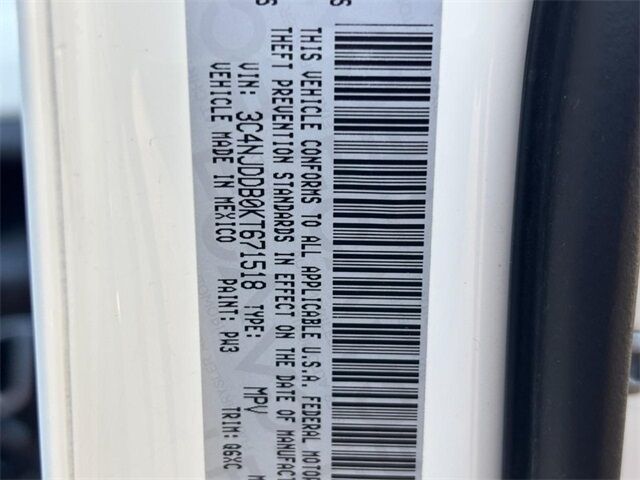 S
THIS VEHICLE CONFORMS TO ALL APPLICABLE U.S.A. FEDERAL MOTOR
THEFT PREVENTION STANDARDS IN EFFECT ON THE DATE OF MANUFACT
VIN: 3C4NJDDB0KT671518 TYPE: MPV
VEHICLE MADE IN MEXICO PAINT: PW3 TRIM: Q6XC